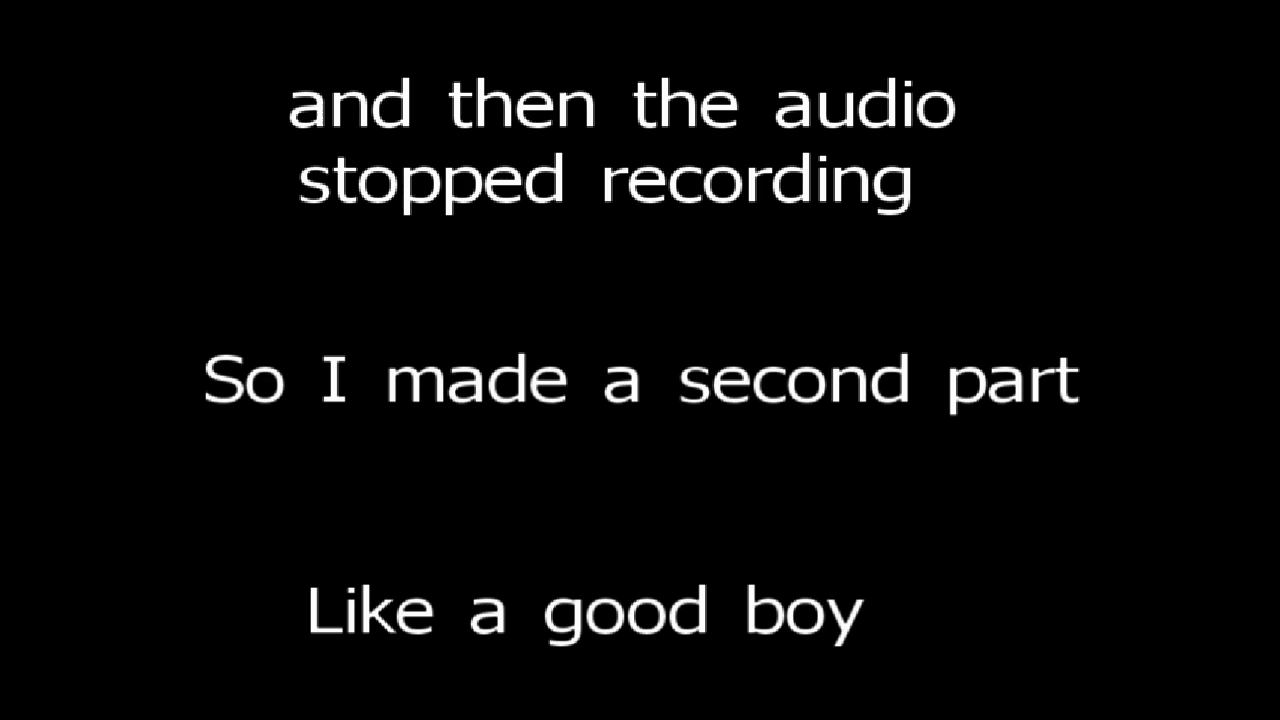 and then the audio
stopped recording
So I made a second part
Like a good boy